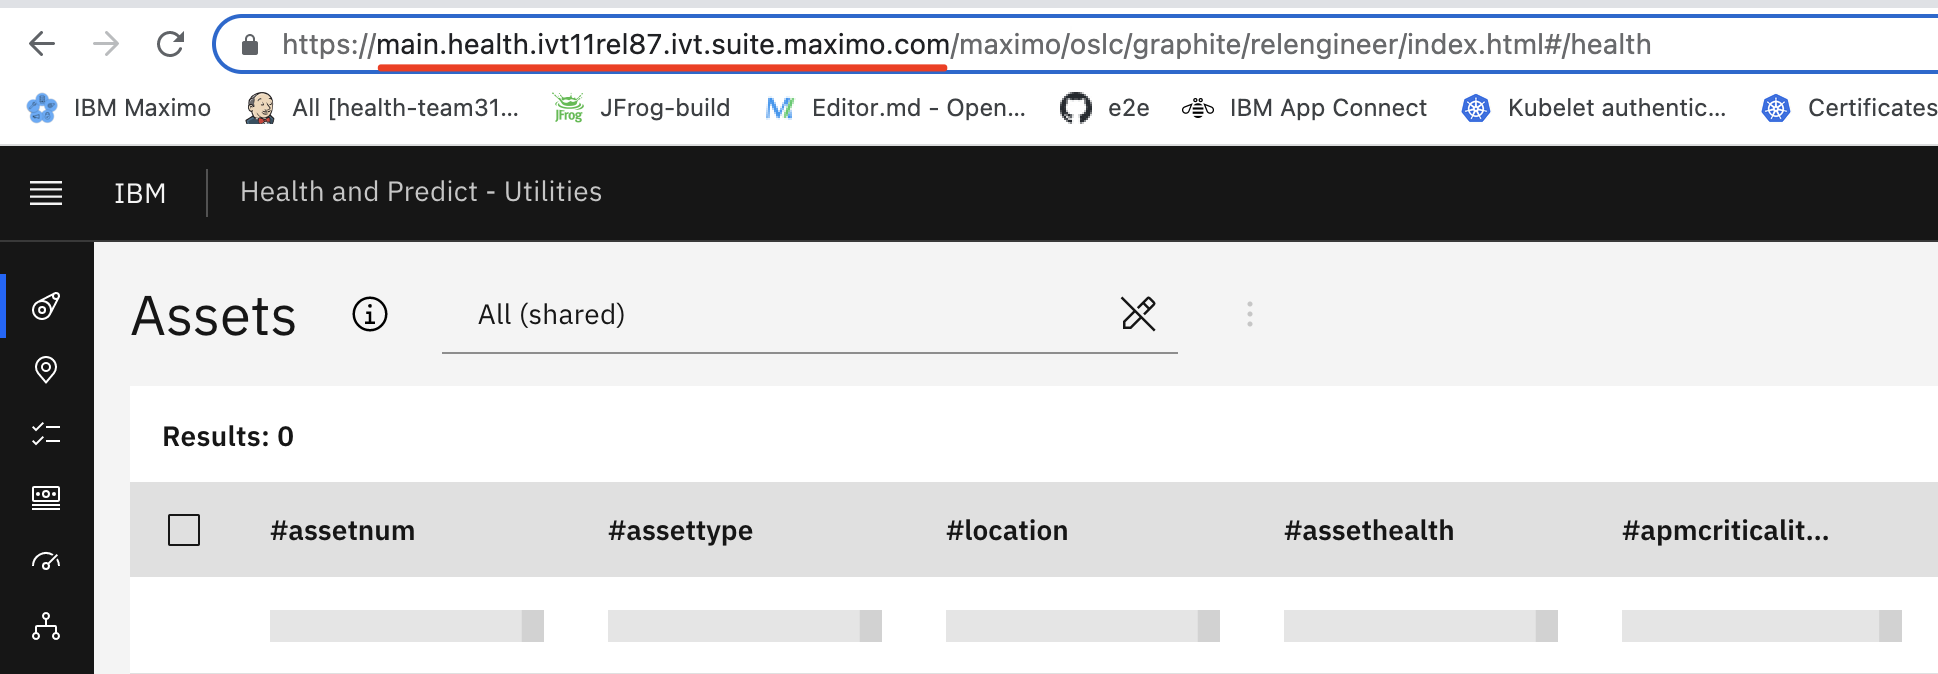 https://main.health.ivt11rel87.ivt.suite.maximo.com/maximo/oslc/graphite/relengineer/index.html#/health
IBM Maximo All [health-team31... JFrog JFrog-build Editor.md - Open... e2e IBM App Connect Kubelet authentic... Certificates
IBM Health and Predict - Utilities
Assets All (shared)
Results: 0
#assetnum #assettype #location #assethealth #apmcriticalit...